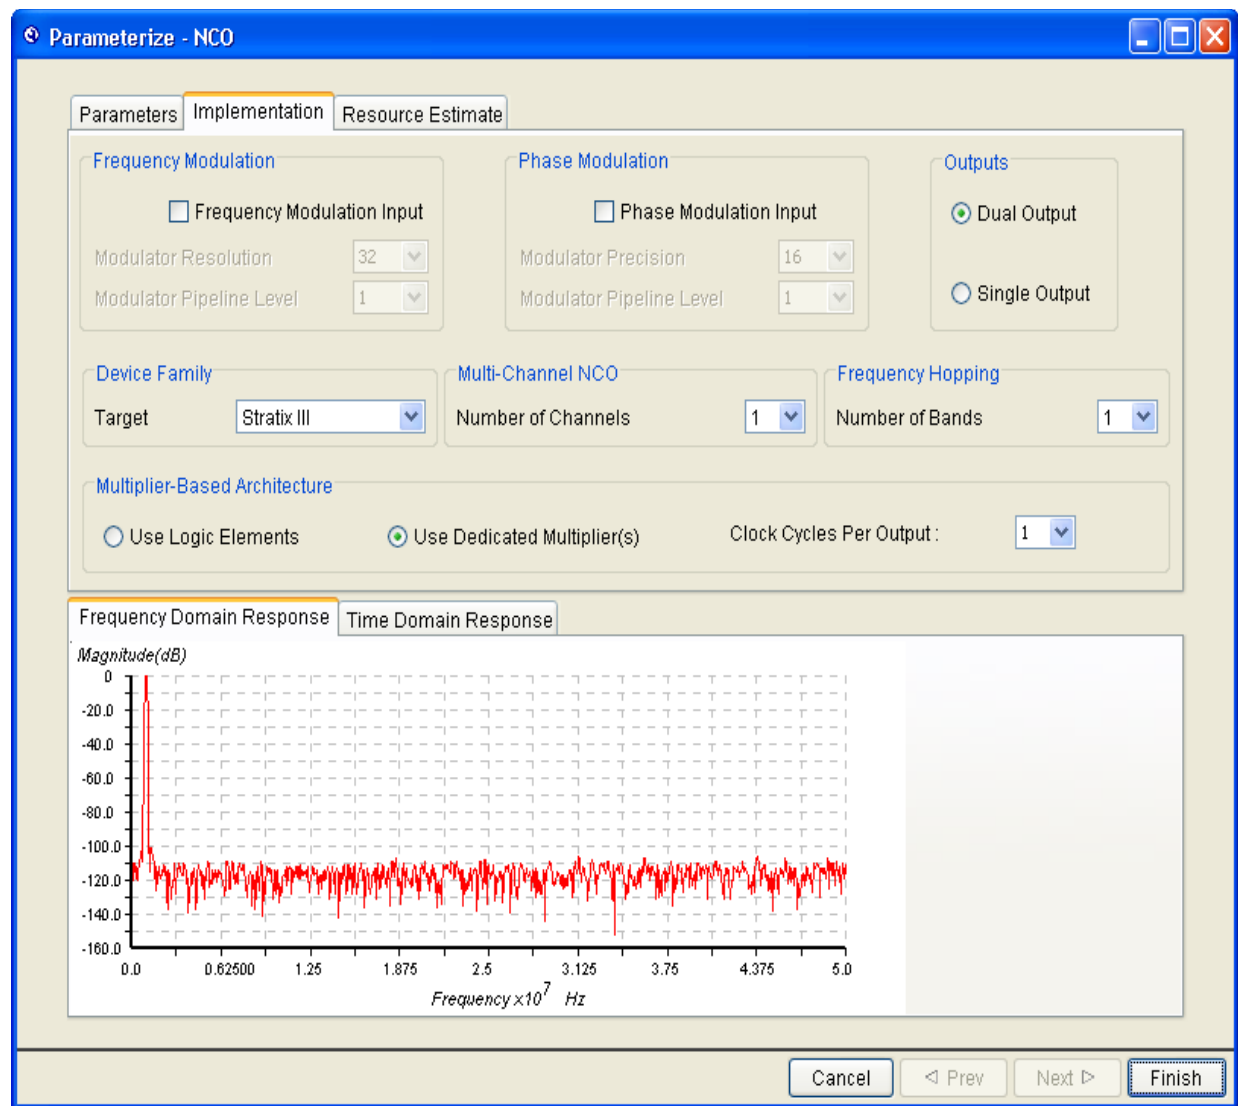 Parameterize - NCO
Parameters Implementation Resource Estimate
Frequency Modulation Phase Modulation Outputs
Frequency Modulation Input Phase Modulation Input Dual Output
Modulator Resolution 32 Modulator Precision 16
Modulator Pipeline Level 1 Modulator Pipeline Level 1 Single Output
Device Family Multi-Channel NCO Frequency Hopping
Target Stratix III Number of Channels 1 Number of Bands 1
Multiplier-Based Architecture
Use Logic Elements Use Dedicated Multiplier(s) Clock Cycles Per Output : 1
Frequency Domain Response Time Domain Response
Magnitude(dB)
0
-20.0
-40.0
-60.0
-80.0
-100.0
-120.0
-140.0
-160.0
0.0 0.62500 1.25 1.875 2.5 3.125 3.75 4.375 5.0
Frequency x10^7 Hz
Cancel Prev Next Finish